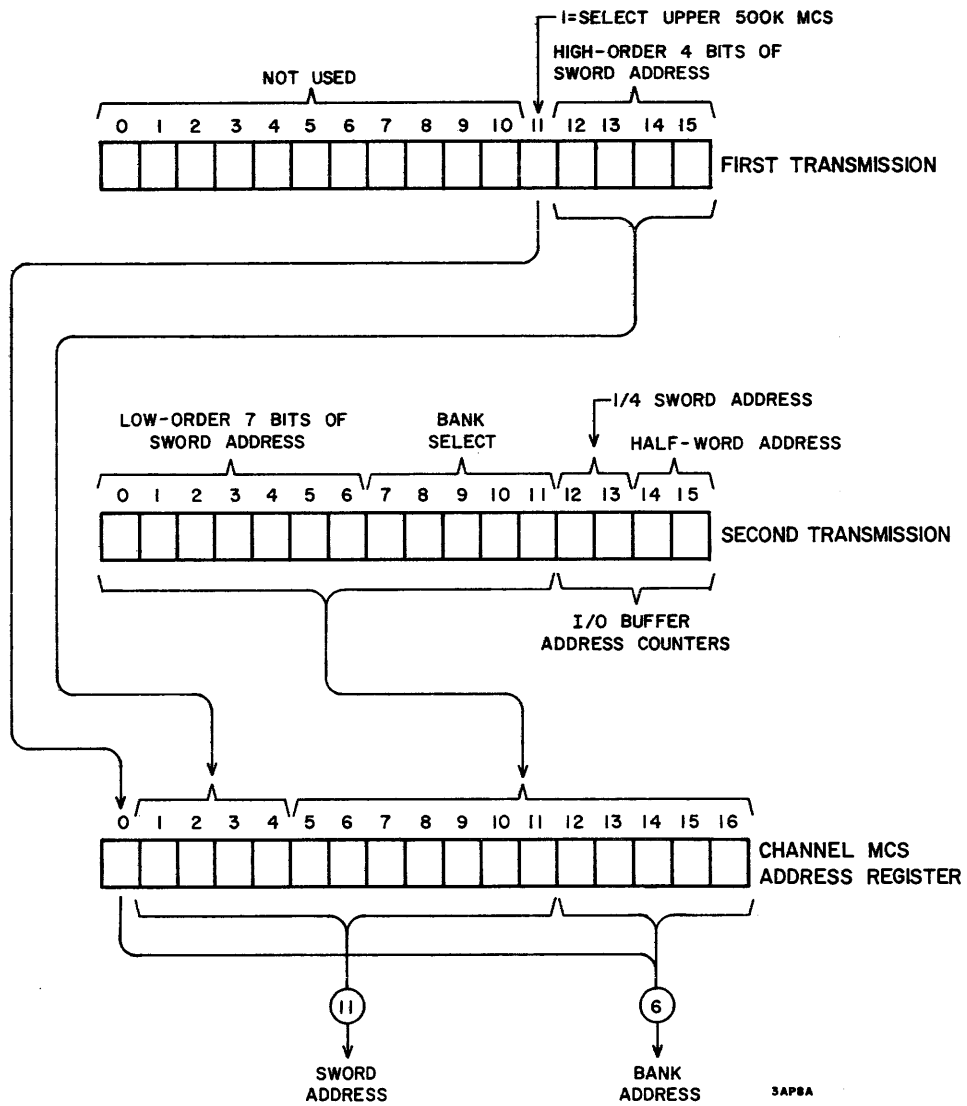 1=SELECT UPPER 500K MCS
NOT USED
HIGH-ORDER 4 BITS OF
SWORD ADDRESS
0 1 2 3 4 5 6 7 8 9 10 11 12 13 14 15
FIRST TRANSMISSION
1/4 SWORD ADDRESS
LOW-ORDER 7 BITS OF
SWORD ADDRESS
BANK
SELECT
HALF-WORD ADDRESS
0 1 2 3 4 5 6 7 8 9 10 11 12 13 14 15
SECOND TRANSMISSION
I/O BUFFER
ADDRESS COUNTERS
0 1 2 3 4 5 6 7 8 9 10 11 12 13 14 15 16
CHANNEL MCS
ADDRESS REGISTER
11
6
SWORD
ADDRESS
BANK
ADDRESS
3AP8A